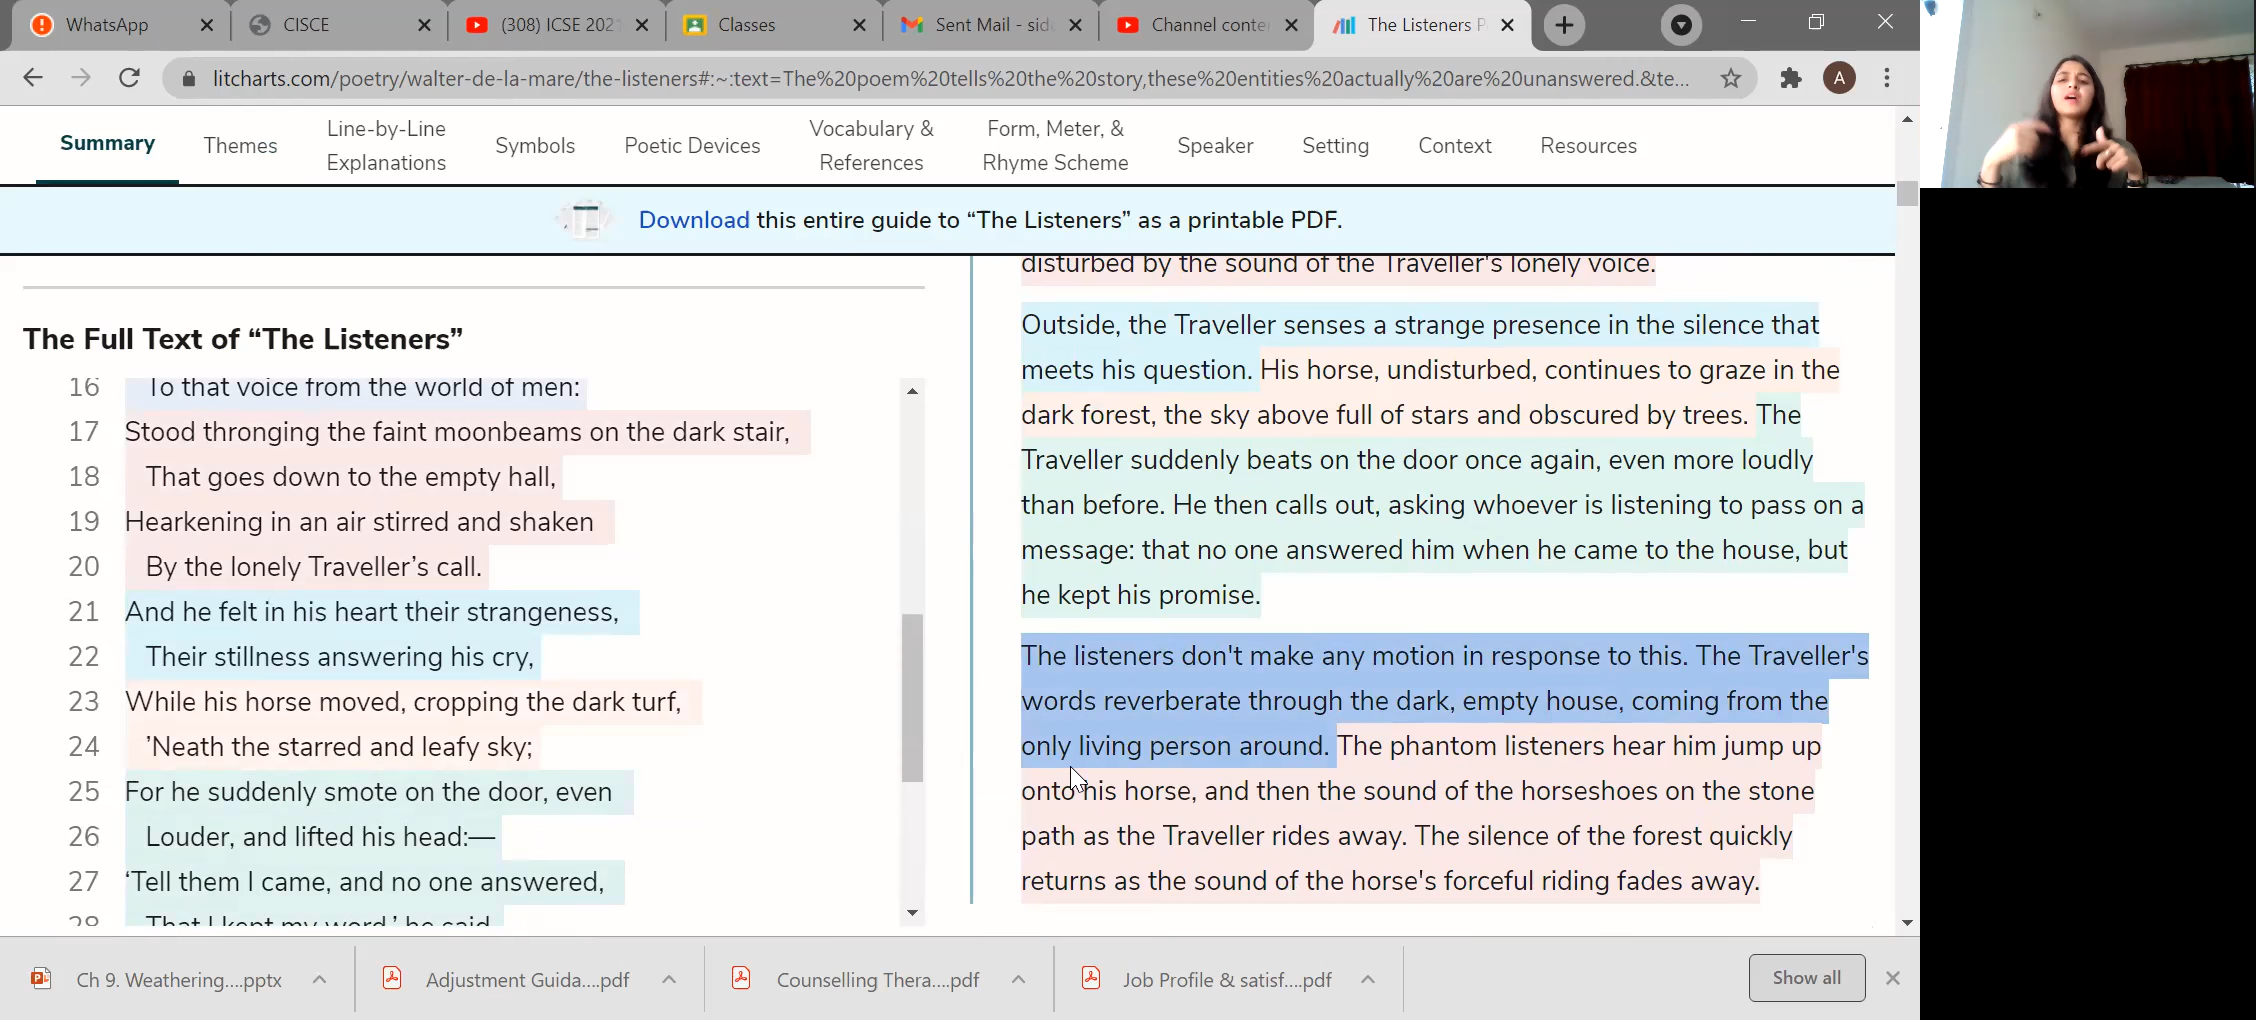 WhatsApp
CISCE
(308) ICSE 2021
Classes
Sent Mail - sid
Channel conte
The Listeners P
litcharts.com/poetry/walter-de-la-mare/the-listeners#:~:text=The%20poem%20tells%20the%20story,these%20entities%20actually%20are%20unanswered.&te...
A
Summary
Themes
Line-by-Line
Explanations
Symbols
Poetic Devices
Vocabulary &
References
Form, Meter, &
Rhyme Scheme
Speaker
Setting
Context
Resources
Download this entire guide to “The Listeners” as a printable PDF.
The Full Text of “The Listeners”
16 To that voice from the world of men:
17 Stood thronging the faint moonbeams on the dark stair,
18 That goes down to the empty hall,
19 Hearkening in an air stirred and shaken
20 By the lonely Traveller’s call.
21 And he felt in his heart their strangeness,
22 Their stillness answering his cry,
23 While his horse moved, cropping the dark turf,
24 ’Neath the starred and leafy sky;
25 For he suddenly smote on the door, even
26 Louder, and lifted his head:—
27 ‘Tell them I came, and no one answered,
28 That I kept my word,’ he said.
disturbed by the sound of the Traveller's lonely voice.
Outside, the Traveller senses a strange presence in the silence that
meets his question. His horse, undisturbed, continues to graze in the
dark forest, the sky above full of stars and obscured by trees. The
Traveller suddenly beats on the door once again, even more loudly
than before. He then calls out, asking whoever is listening to pass on a
message: that no one answered him when he came to the house, but
he kept his promise.
The listeners don't make any motion in response to this. The Traveller's
words reverberate through the dark, empty house, coming from the
only living person around. The phantom listeners hear him jump up
onto his horse, and then the sound of the horseshoes on the stone
path as the Traveller rides away. The silence of the forest quickly
returns as the sound of the horse's forceful riding fades away.
Ch 9. Weathering....pptx
Adjustment Guida....pdf
Counselling Thera....pdf
Job Profile & satisf....pdf
Show all